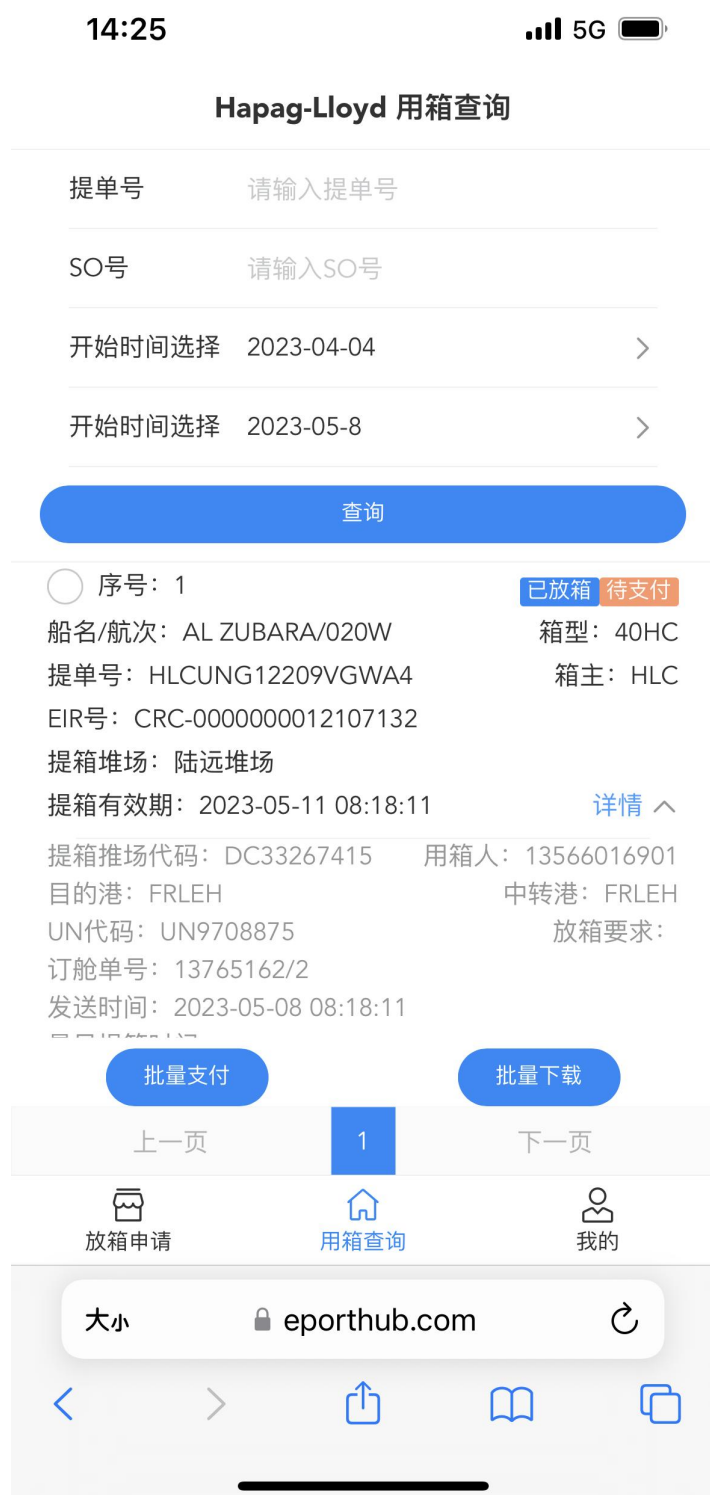 14:25 5G
Hapag-Lloyd 用箱查询
提单号 请输入提单号
SO号 请输入SO号
开始时间选择 2023-04-04
开始时间选择 2023-05-8
查询
序号：1 已放箱 待支付
船名/航次：AL ZUBARA/020W 箱型：40HC
提单号：HLCUNG12209VGWA4 箱主：HLC
EIR号：CRC-0000000012107132
提箱堆场：陆远堆场
提箱有效期：2023-05-11 08:18:11 详情
提箱推场代码：DC33267415 用箱人：13566016901
目的港：FRLEH 中转港：FRLEH
UN代码：UN9708875 放箱要求：
订舱单号：13765162/2
发送时间：2023-05-08 08:18:11
批量支付 批量下载
上一页 1 下一页
放箱申请 用箱查询 我的
大小 eporthub.com